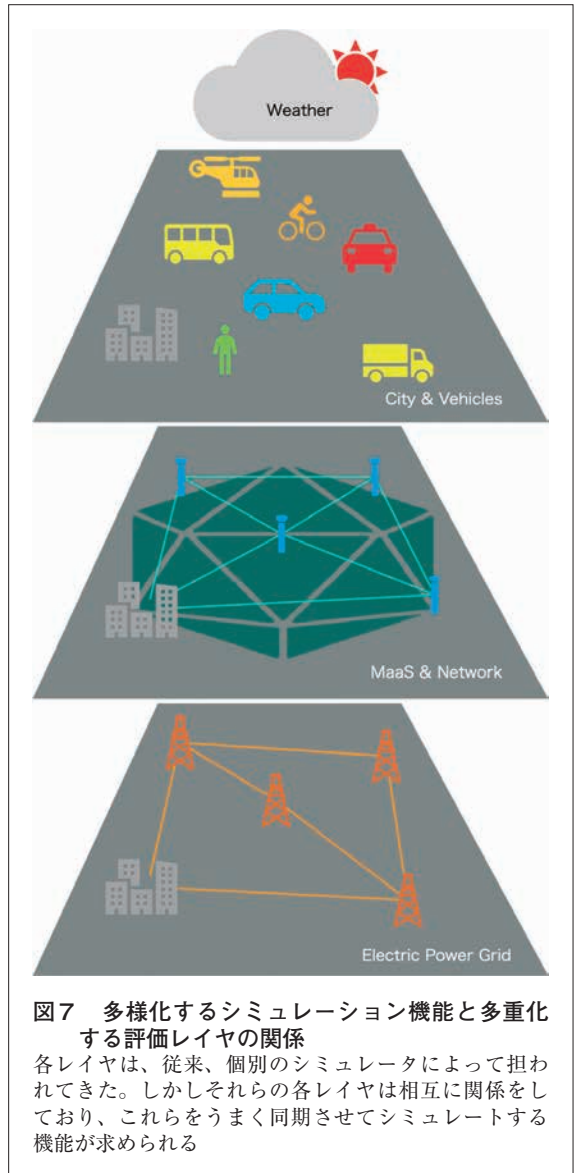 Weather
City & Vehicles
MaaS & Network
Electric Power Grid
図7　多様化するシミュレーション機能と多重化
する評価レイヤの関係
各レイヤは、従来、個別のシミュレータによって担わ
れてきた。しかしそれらの各レイヤは相互に関係をし
ており、これらをうまく同期させてシミュレートする
機能が求められる